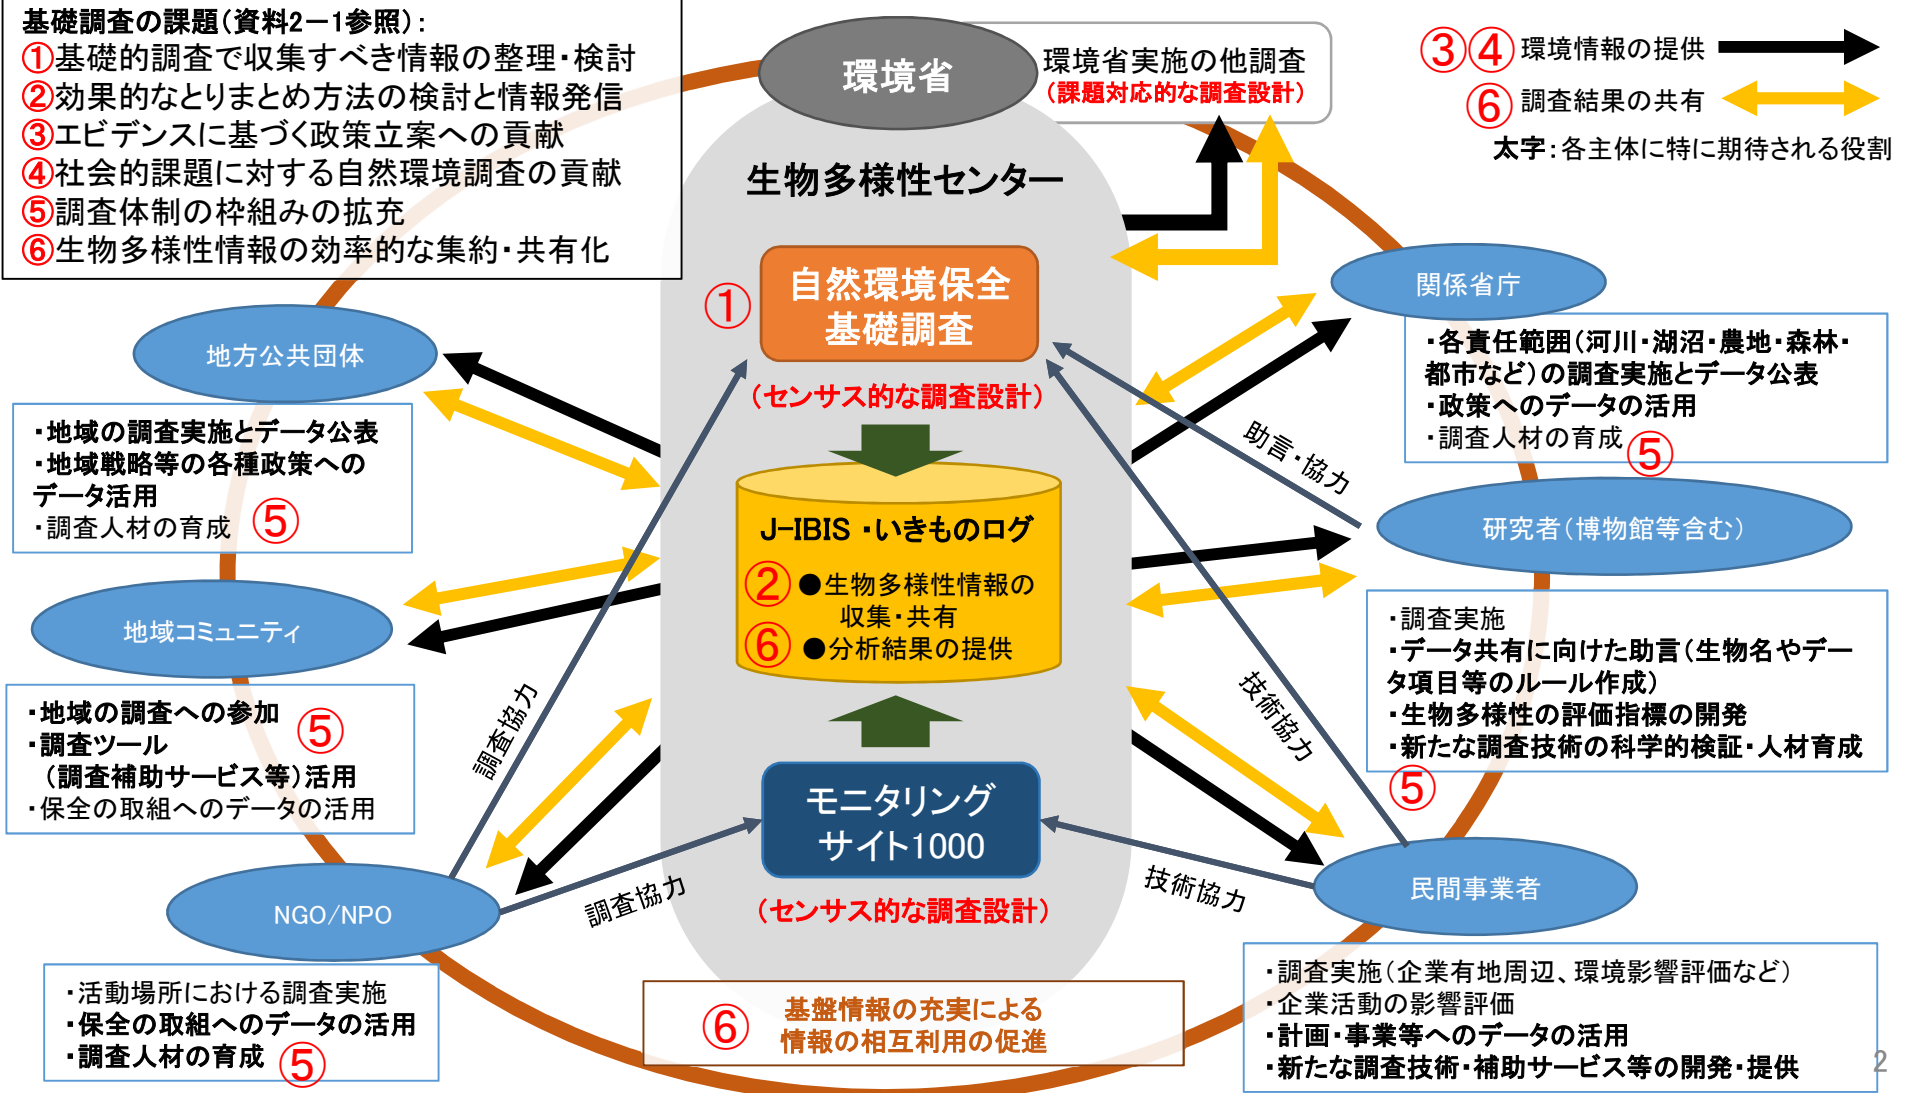 基礎調査の課題(資料2－1参照)：
①基礎的調査で収集すべき情報の整理・検討
②効果的なとりまとめ方法の検討と情報発信
③エビデンスに基づく政策立案への貢献
④社会的課題に対する自然環境調査の貢献
⑤調査体制の枠組みの拡充
⑥生物多様性情報の効率的な集約・共有化
環境省
環境省実施の他調査
(課題対応的な調査設計)
③④ 環境情報の提供
⑥ 調査結果の共有
太字：各主体に特に期待される役割
生物多様性センター
① 自然環境保全
基礎調査
(センサス的な調査設計)
J-IBIS ・いきものログ
② ●生物多様性情報の
収集・共有
⑥ ●分析結果の提供
モニタリング
サイト1000
(センサス的な調査設計)
地方公共団体
・地域の調査実施とデータ公表
・地域戦略等の各種政策への
データ活用
・調査人材の育成 ⑤
地域コミュニティ
・地域の調査への参加
⑤
・調査ツール
(調査補助サービス等)活用
・保全の取組へのデータの活用
NGO/NPO
・活動場所における調査実施
・保全の取組へのデータの活用
・調査人材の育成 ⑤
調査協力
調査協力
関係省庁
・各責任範囲(河川・湖沼・農地・森林・
都市など)の調査実施とデータ公表
・政策へのデータの活用
・調査人材の育成 ⑤
助言・協力
研究者(博物館等含む)
・調査実施
・データ共有に向けた助言(生物名やデー
タ項目等のルール作成)
・生物多様性の評価指標の開発
・新たな調査技術の科学的検証・人材育成
⑤
技術協力
技術協力
民間事業者
・調査実施(企業有地周辺、環境影響評価など)
・企業活動の影響評価
・計画・事業等へのデータの活用
・新たな調査技術・補助サービス等の開発・提供
⑥ 基盤情報の充実による
情報の相互利用の促進
2